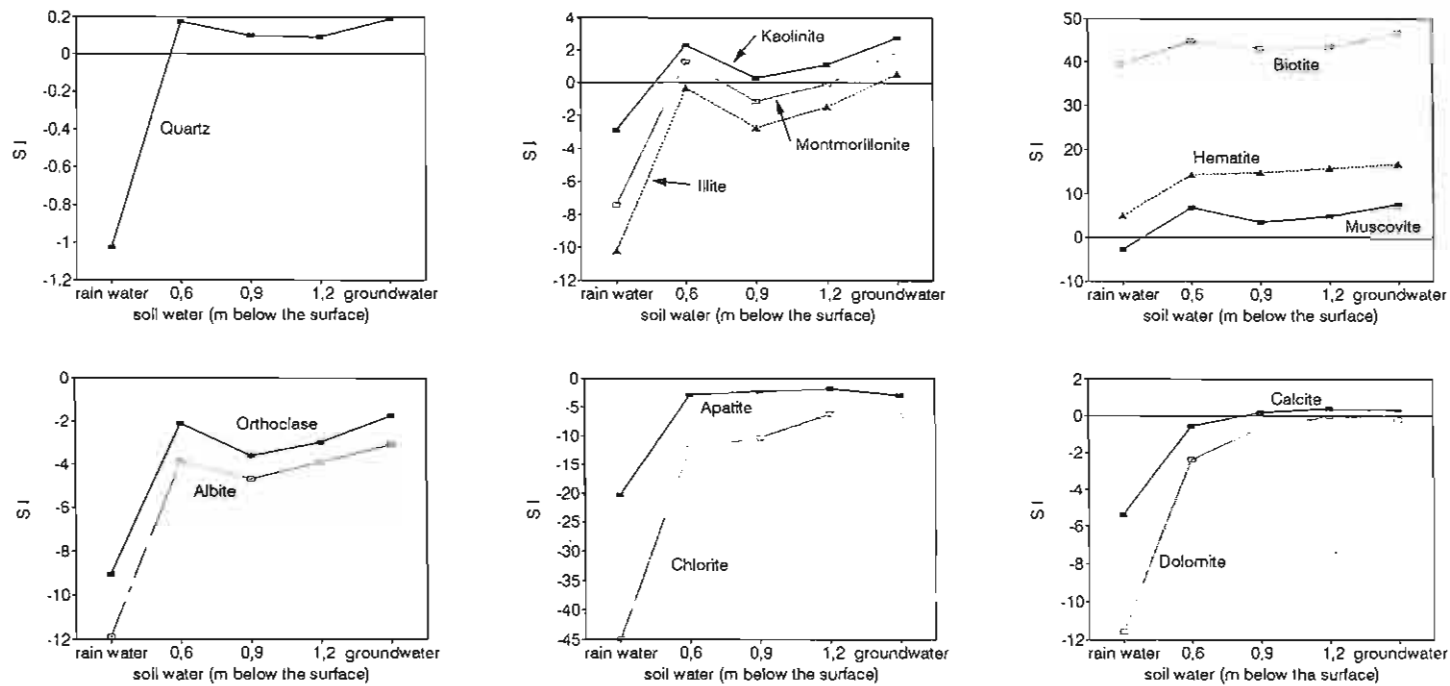 0.2
0
-0.2
-0.4
-0.6
-0.8
-1
-1.2
S I
Quartz
rain water 0,6 0,9 1,2 groundwater
soil water (m below the surface)
4
2
0
-2
-4
-6
-8
-10
-12
S I
Kaolinite
Montmorillonite
Illite
rain water 0,6 0,9 1,2 groundwater
soil water (m below the surface)
50
40
30
20
10
0
-10
S I
Biotite
Hematite
Muscovite
rain water 0,6 0,9 1,2 groundwater
soil water (m below the surface)
0
-2
-4
-6
-8
-10
-12
S I
Orthoclase
Albite
rain water 0,6 0,9 1,2 groundwater
soil water (m below the surface)
0
-5
-10
-15
-20
-25
-30
-35
-40
-45
S I
Apatite
Chlorite
rain water 0,6 0,9 1,2 groundwater
soil water (m below the surface)
2
0
-2
-4
-6
-8
-10
-12
S I
Calcite
Dolomite
rain water 0,6 0,9 1,2 groundwater
soil water (m below tha surface)